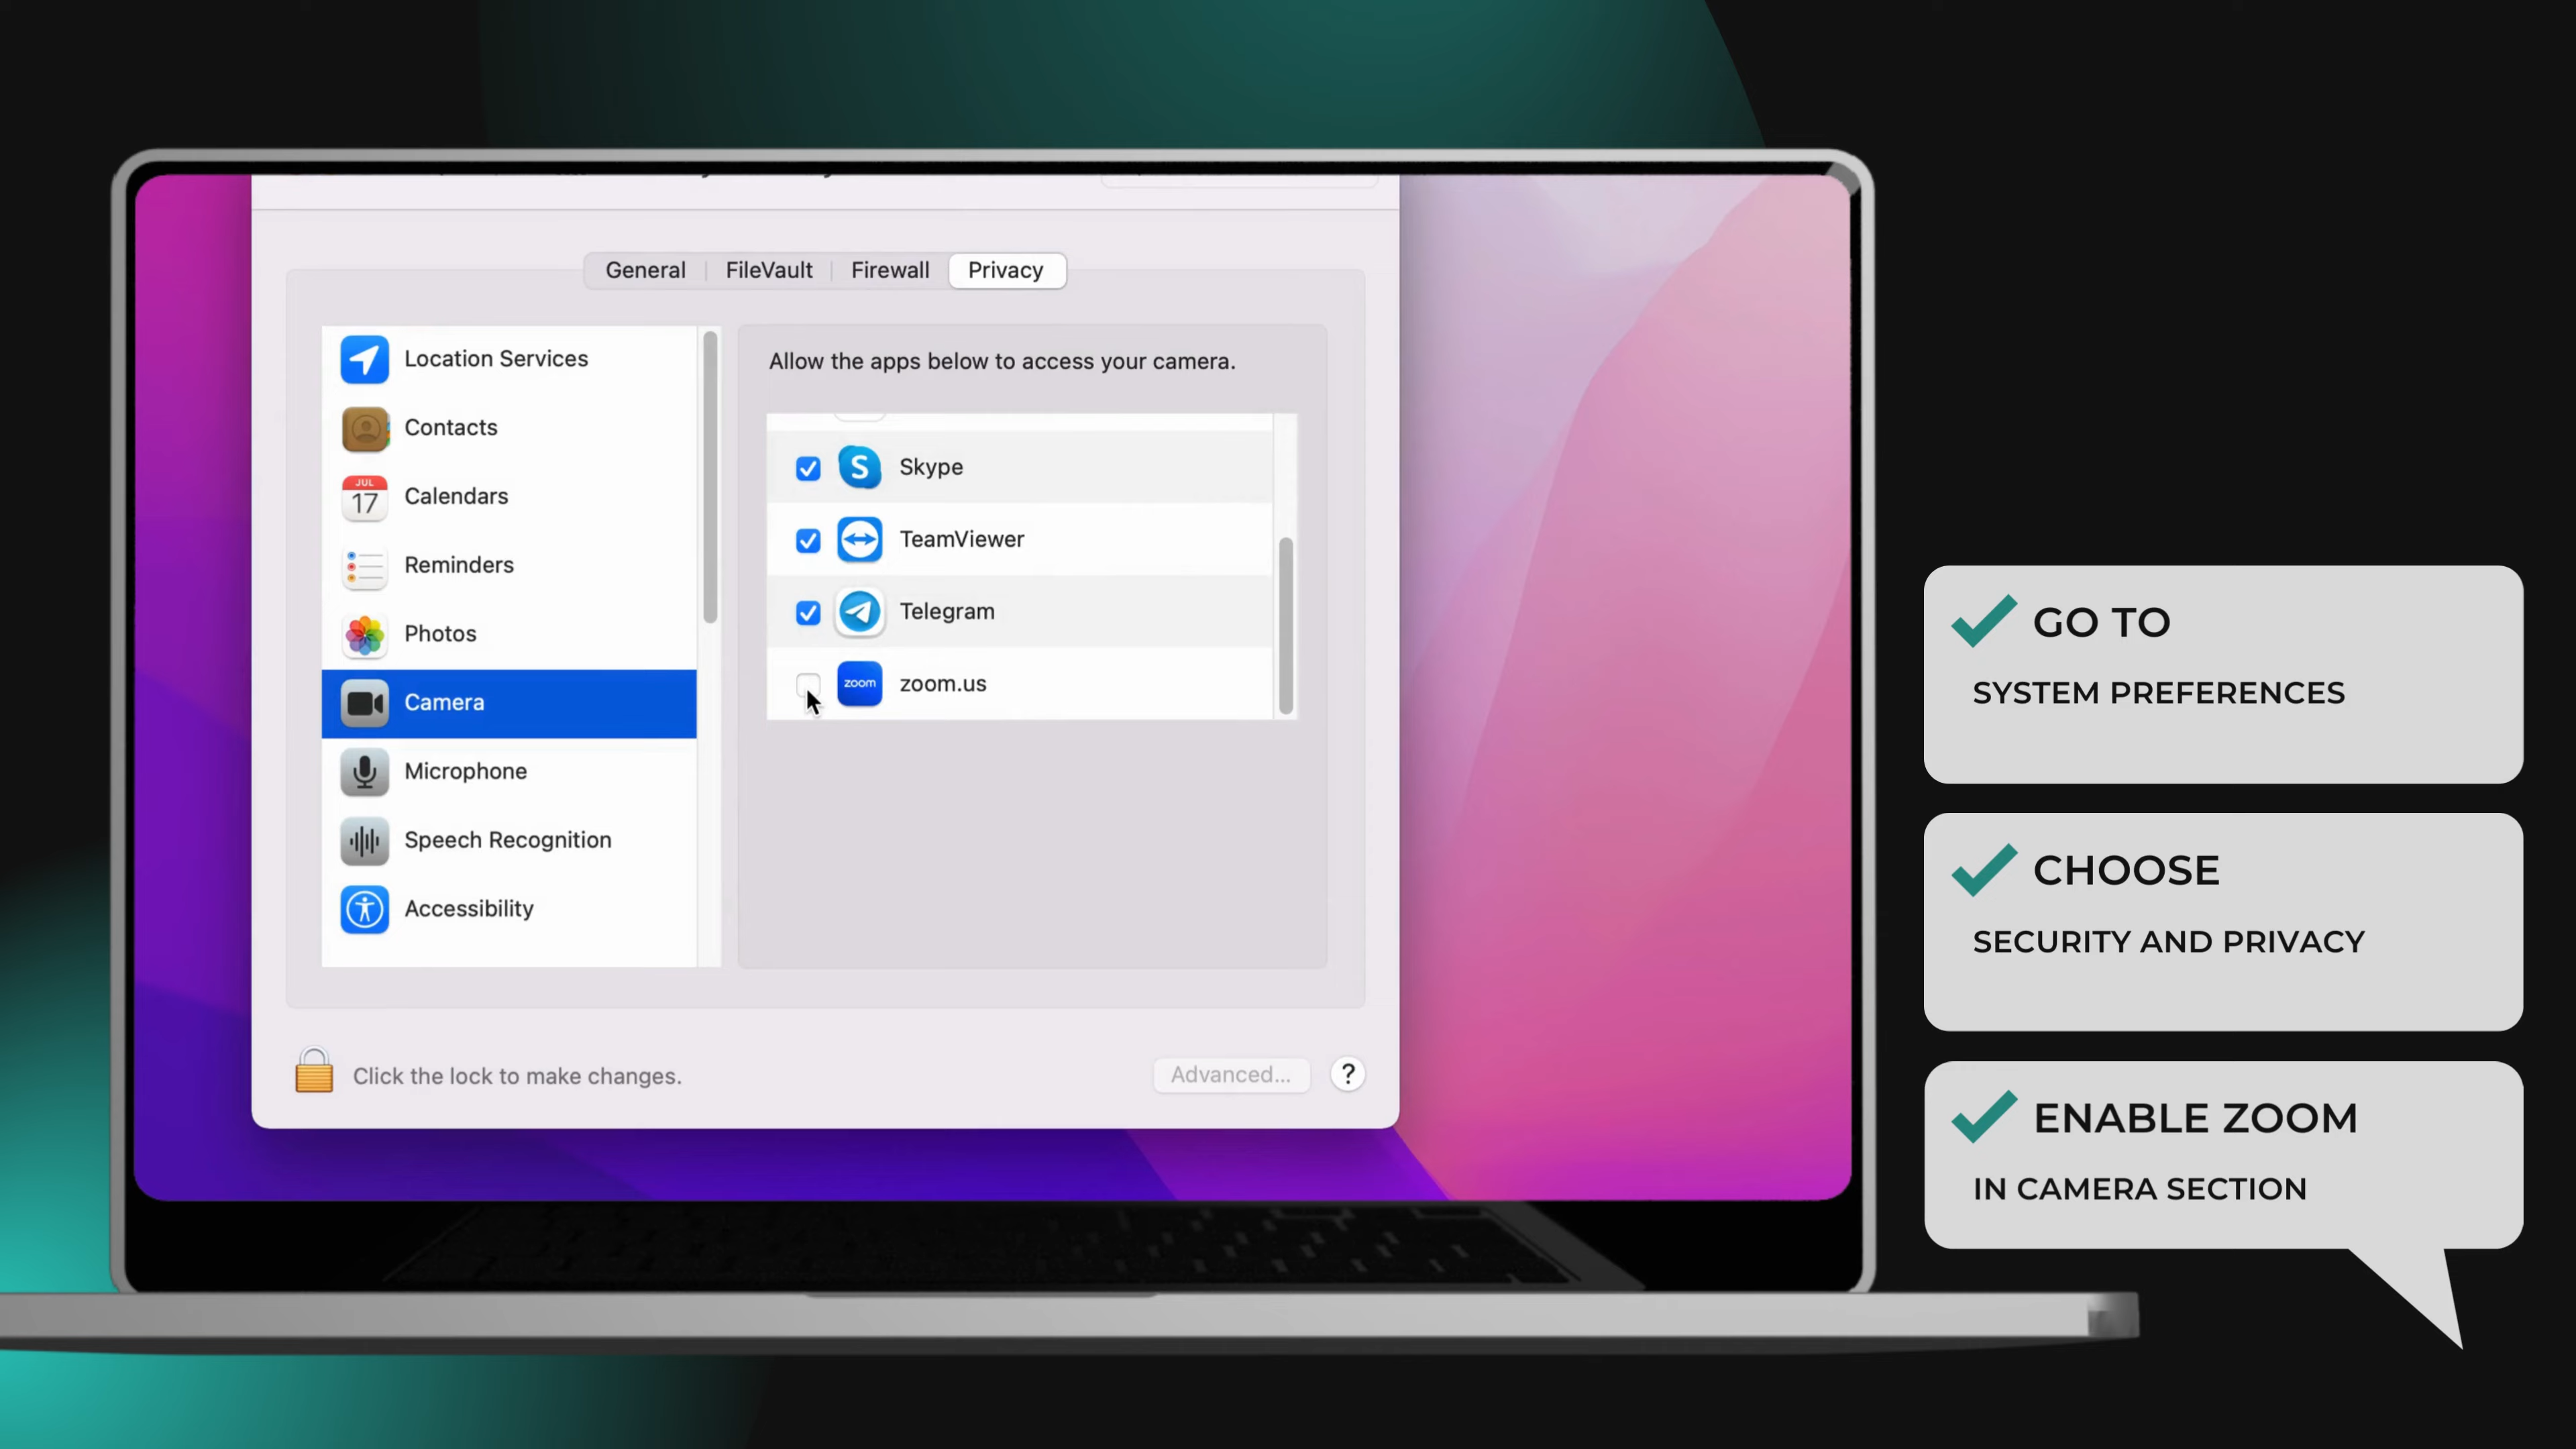 General
FileVault
Firewall
Privacy
Location Services
Contacts
JUL
17
Calendars
Reminders
Photos
Camera
Microphone
Speech Recognition
Accessibility
Allow the apps below to access your camera.
S
Skype
TeamViewer
Telegram
zoom
zoom.us
Click the lock to make changes.
Advanced...
?
GO TO
SYSTEM PREFERENCES
CHOOSE
SECURITY AND PRIVACY
ENABLE ZOOM
IN CAMERA SECTION